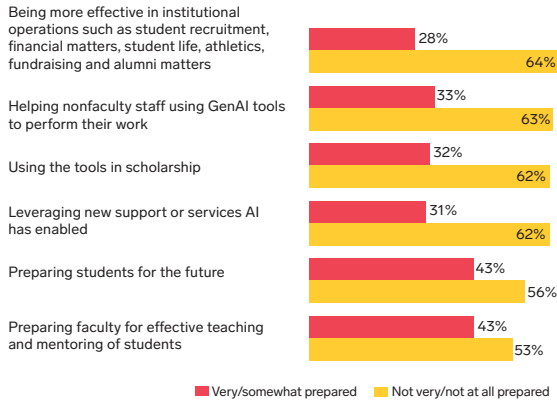 Being more effective in institutional
operations such as student recruitment,
financial matters, student life, athletics,
fundraising and alumni matters
28%
64%
Helping nonfaculty staff using GenAI tools
to perform their work
33%
63%
Using the tools in scholarship
32%
62%
Leveraging new support or services AI
has enabled
31%
62%
Preparing students for the future
43%
56%
Preparing faculty for effective teaching
and mentoring of students
43%
53%
Very/somewhat prepared
Not very/not at all prepared